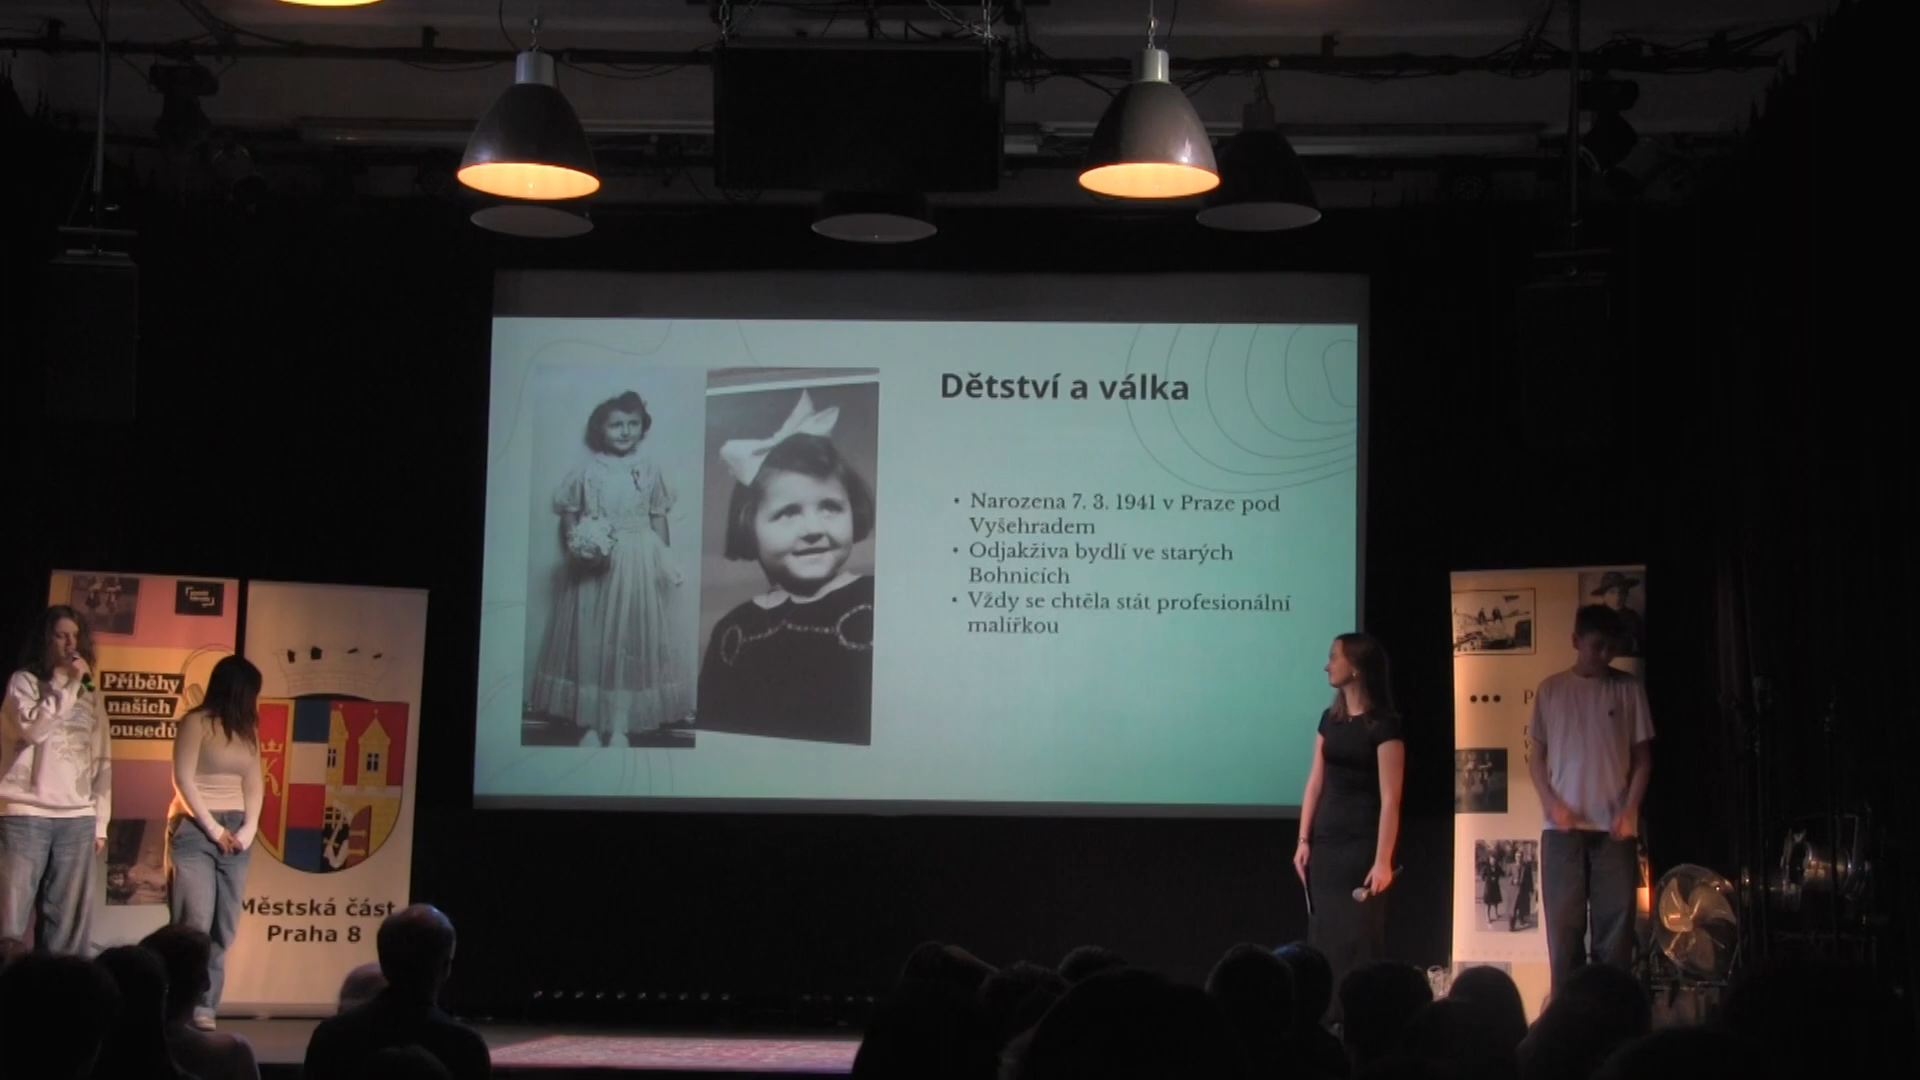 Dětství a válka
• Narozena 7. 3. 1941 v Praze pod
Vyšehradem
• Odjakživa bydlí ve starých
Bohnicích
• Vždy se chtěla stát profesionální
malířkou
Příběhy
našich
ousedů
K
Městská část
Praha 8
P